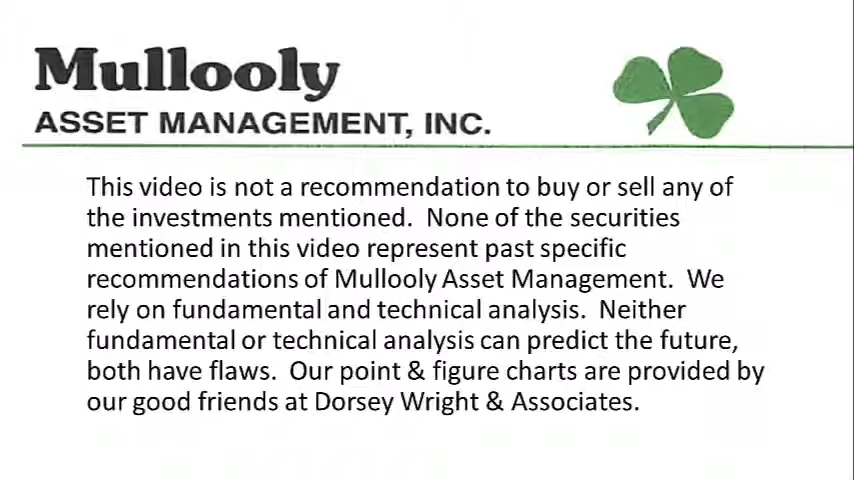 Mullooly
ASSET MANAGEMENT, INC.
This video is not a recommendation to buy or sell any of
the investments mentioned.  None of the securities
mentioned in this video represent past specific
recommendations of Mullooly Asset Management.  We
rely on fundamental and technical analysis.  Neither
fundamental or technical analysis can predict the future,
both have flaws.  Our point & figure charts are provided by
our good friends at Dorsey Wright & Associates.